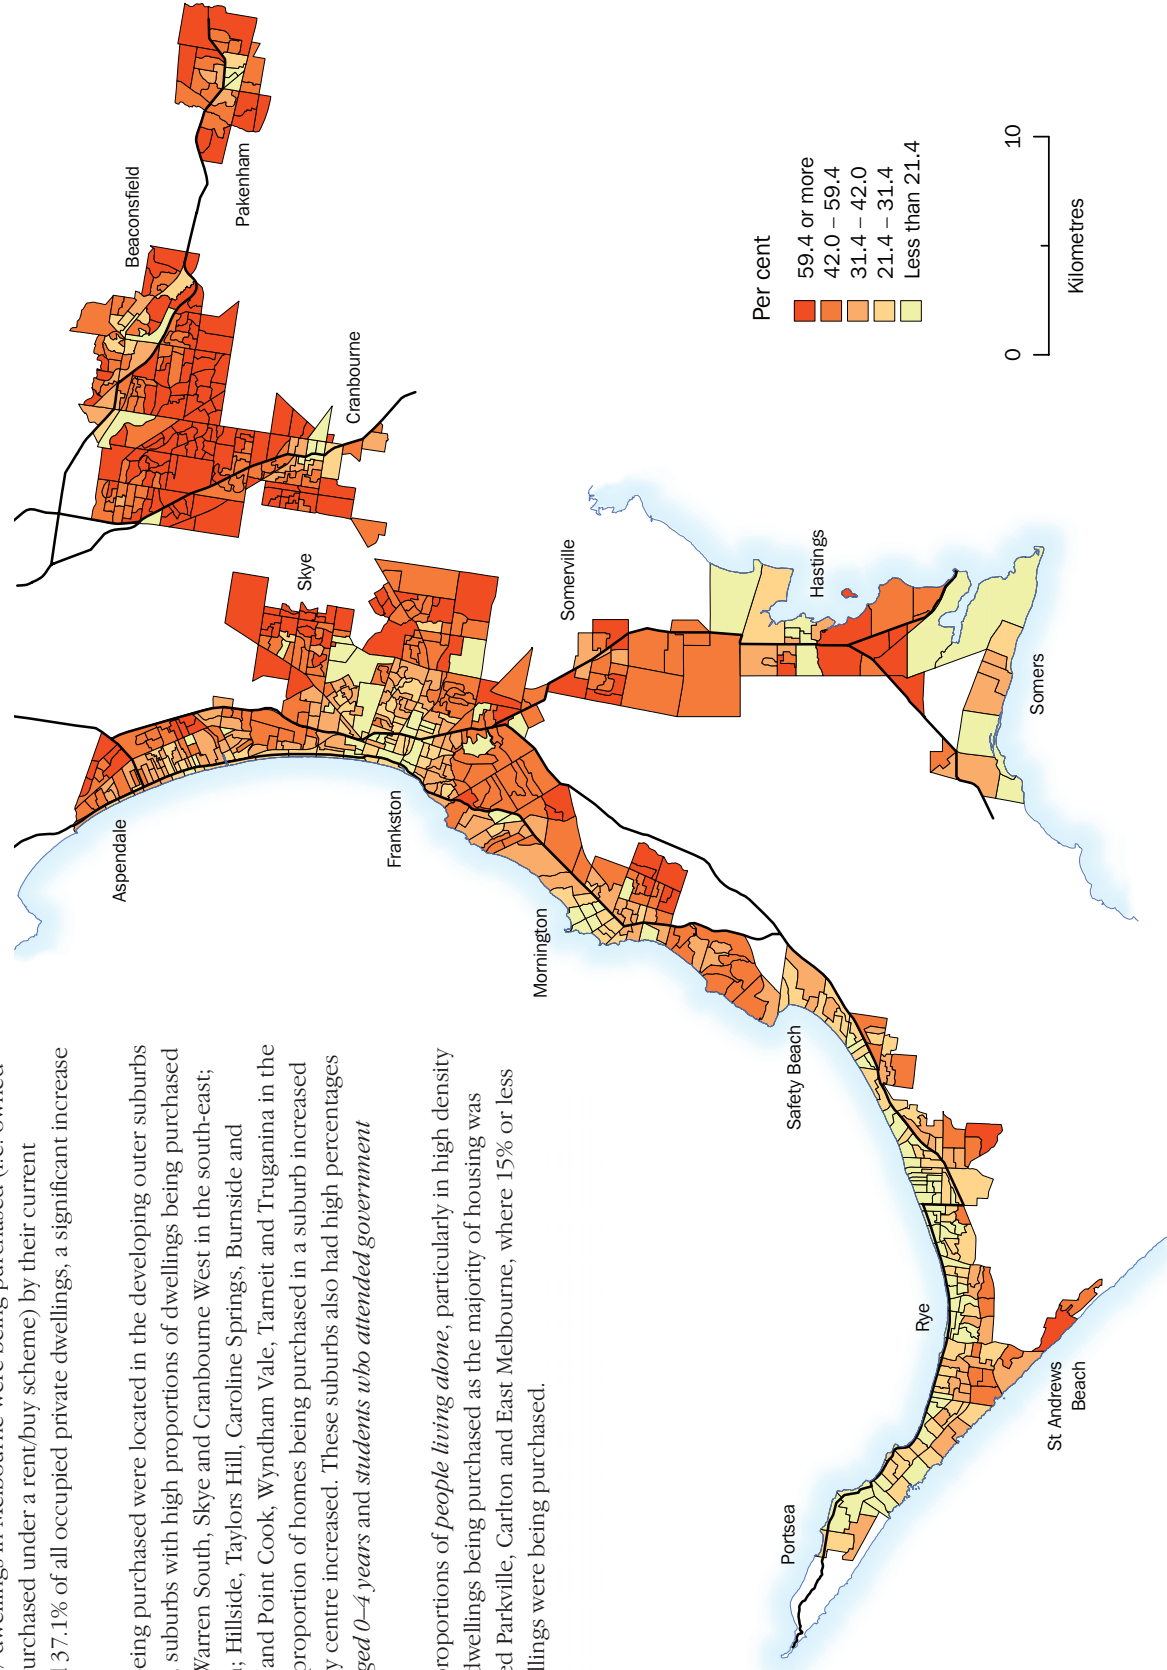 dwellings in Melbourne were being purchased (i.e. owned
urchased under a rent/buy scheme) by their current
137.1% of all occupied private dwellings, a significant increase
eing purchased were located in the developing outer suburbs
suburbs with high proportions of dwellings being purchased
Warren South, Skye and Cranbourne West in the south-east;
; Hillside, Taylors Hill, Caroline Springs, Burnside and
and Point Cook, Wyndham Vale, Tarneit and Truganina in the
proportion of homes being purchased in a suburb increased
y centre increased. These suburbs also had high percentages
ged 0–4 years and students who attended government
roportions of people living alone, particularly in high density
dwellings being purchased as the majority of housing was
ed Parkville, Carlton and East Melbourne, where 15% or less
llings were being purchased.
Portsea
St Andrews
Beach
Rye
Safety Beach
Mornington
Frankston
Aspendale
Somers
Hastings
Somerville
Skye
Cranbourne
Beaconsfield
Pakenham
Per cent
59.4 or more
42.0 – 59.4
31.4 – 42.0
21.4 – 31.4
Less than 21.4
0 10
Kilometres